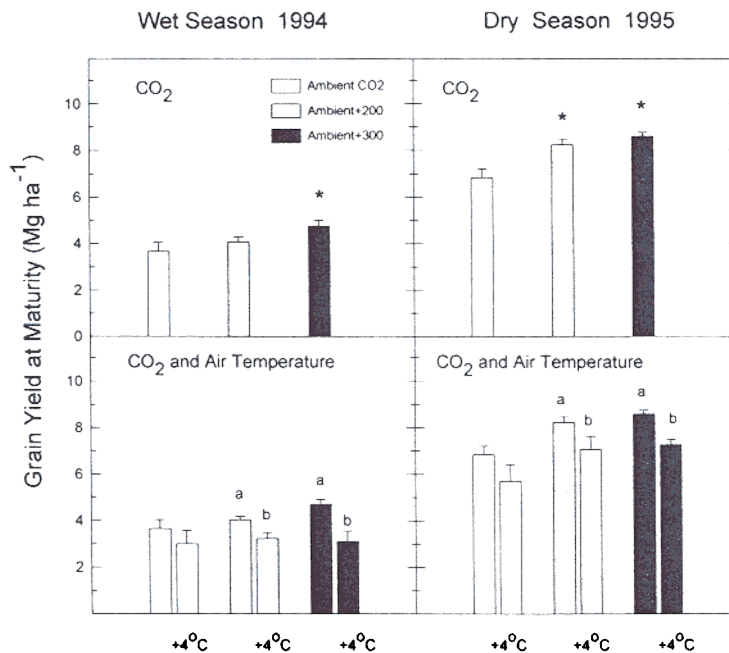 Wet Season 1994
Dry Season 1995
Grain Yield at Maturity (Mg ha⁻¹)
CO₂
Ambient CO2
Ambient+200
Ambient+300
10
8
6
4
2
0
*
CO₂
*
*
CO₂ and Air Temperature
10
8
6
4
2
a
b
a
b
+4°C
+4°C
+4°C
CO₂ and Air Temperature
a
b
a
b
+4°C
+4°C
+4°C